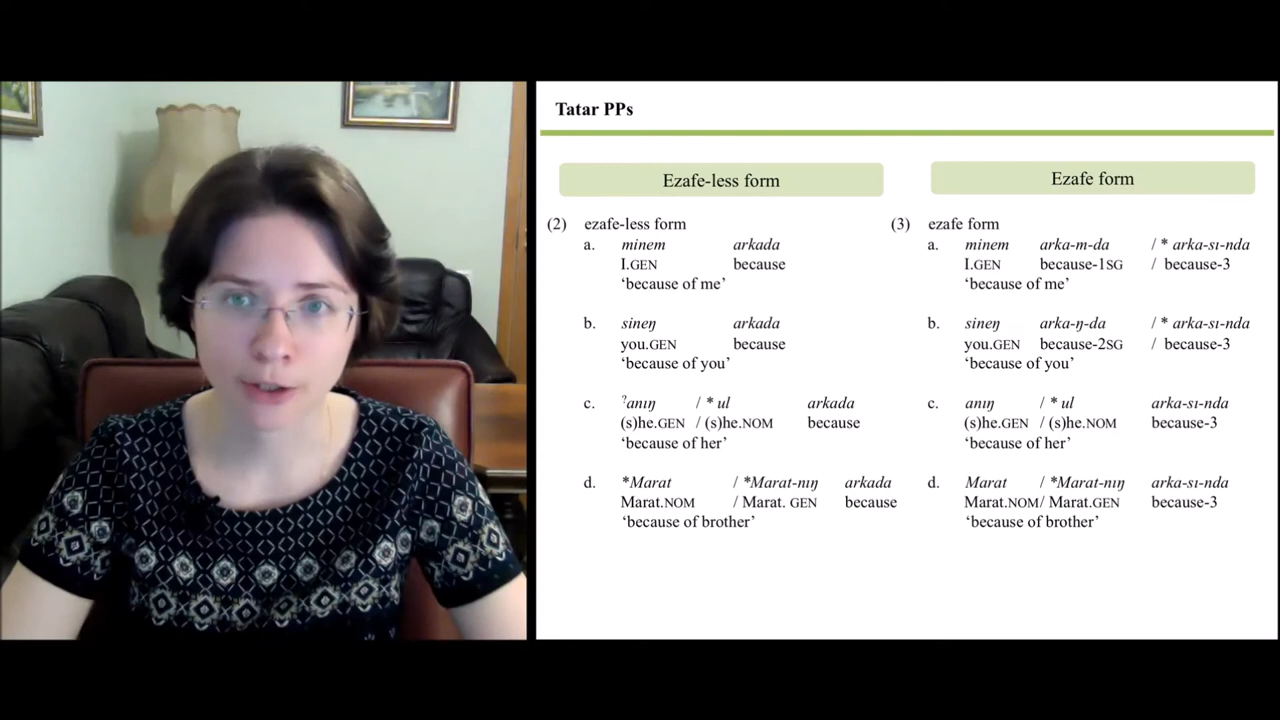 Tatar PPs
Ezafe-less form
(2) ezafe-less form
a. minem arkada
I.GEN because
‘because of me’
b. sineŋ arkada
you.GEN because
‘because of you’
c. ?anıŋ / * ul arkada
(s)he.GEN / (s)he.NOM because
‘because of her’
d. *Marat / *Marat-nıŋ arkada
Marat.NOM / Marat. GEN because
‘because of brother’
Ezafe form
(3) ezafe form
a. minem arka-m-da / * arka-sı-nda
I.GEN because-1SG / because-3
‘because of me’
b. sineŋ arka-ŋ-da / * arka-sı-nda
you.GEN because-2SG / because-3
‘because of you’
c. anıŋ / * ul arka-sı-nda
(s)he.GEN / (s)he.NOM because-3
‘because of her’
d. Marat / *Marat-nıŋ arka-sı-nda
Marat.NOM/ Marat.GEN because-3
‘because of brother’